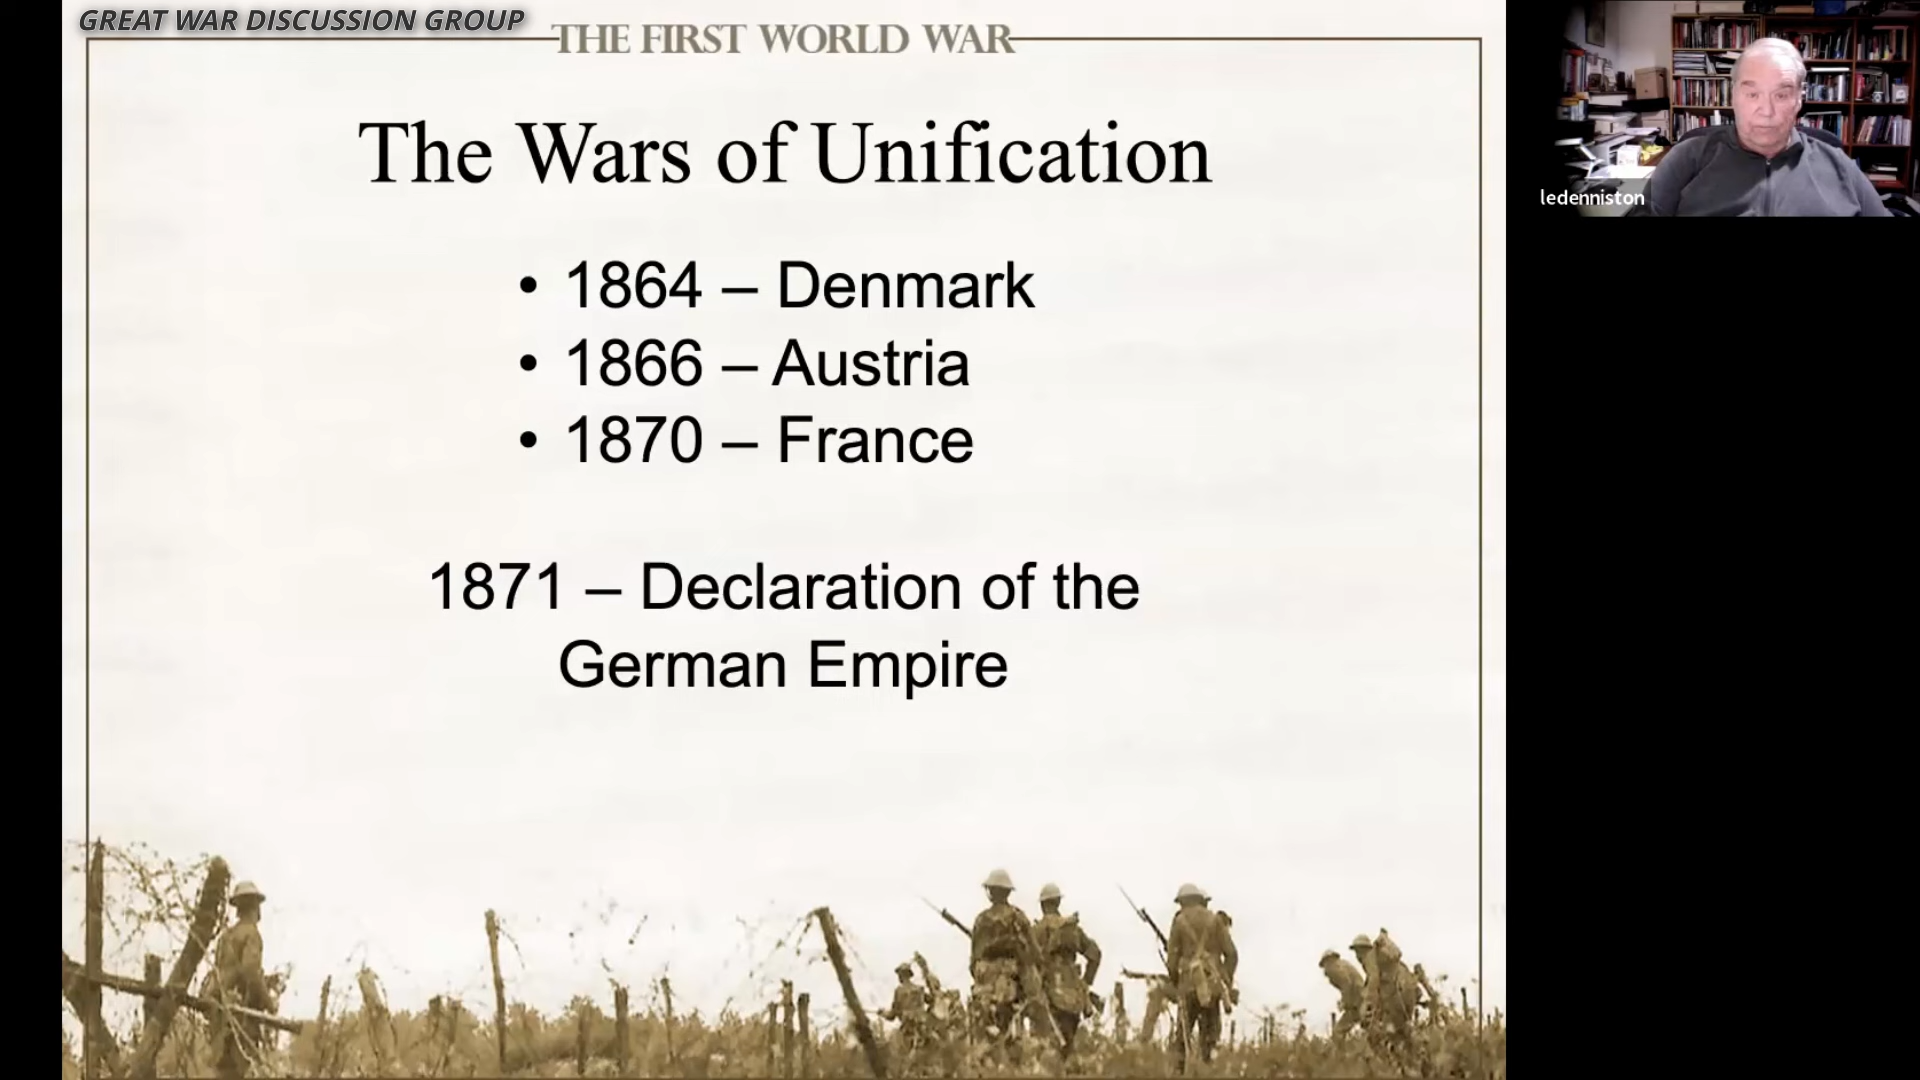 GREAT WAR DISCUSSION GROUP
THE FIRST WORLD WAR
The Wars of Unification
• 1864 – Denmark
• 1866 – Austria
• 1870 – France
1871 – Declaration of the
German Empire
ledenniston